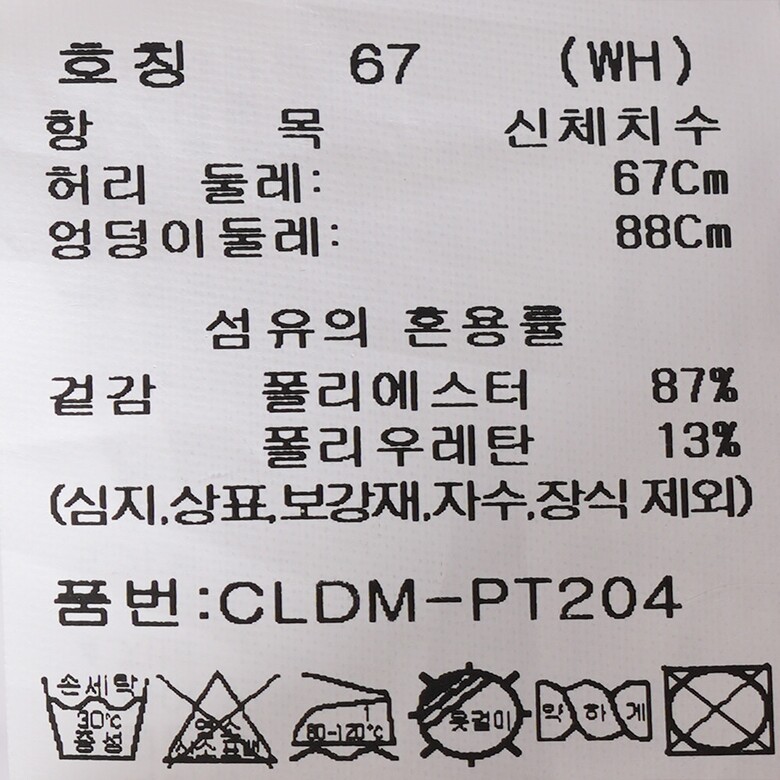 호칭 67 (WH)
항 목 신체치수
허리 둘레: 67Cm
엉덩이둘레: 88Cm
섬유의 혼용률
겉감 폴리에스터 87%
폴리우레탄 13%
(심지,상표,보강재,자수,장식 제외)
품번:CLDM-PT204
손세탁 30℃ 중성
80-120℃
옷걸이
약하게